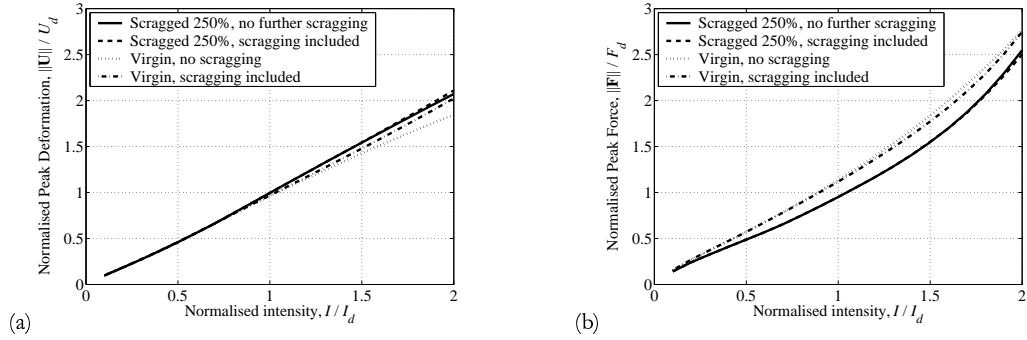 3
2.5
2
1.5
1
0.5
0
0 0.5 1 1.5 2
Normalised Peak Deformation, ||U|| / U_d
Normalised intensity, I / I_d
Scragged 250%, no further scragging
Scragged 250%, scragging included
Virgin, no scragging
Virgin, scragging included
(a)
3
2.5
2
1.5
1
0.5
0
0 0.5 1 1.5 2
Normalised Peak Force, ||F|| / F_d
Normalised intensity, I / I_d
Scragged 250%, no further scragging
Scragged 250%, scragging included
Virgin, no scragging
Virgin, scragging included
(b)